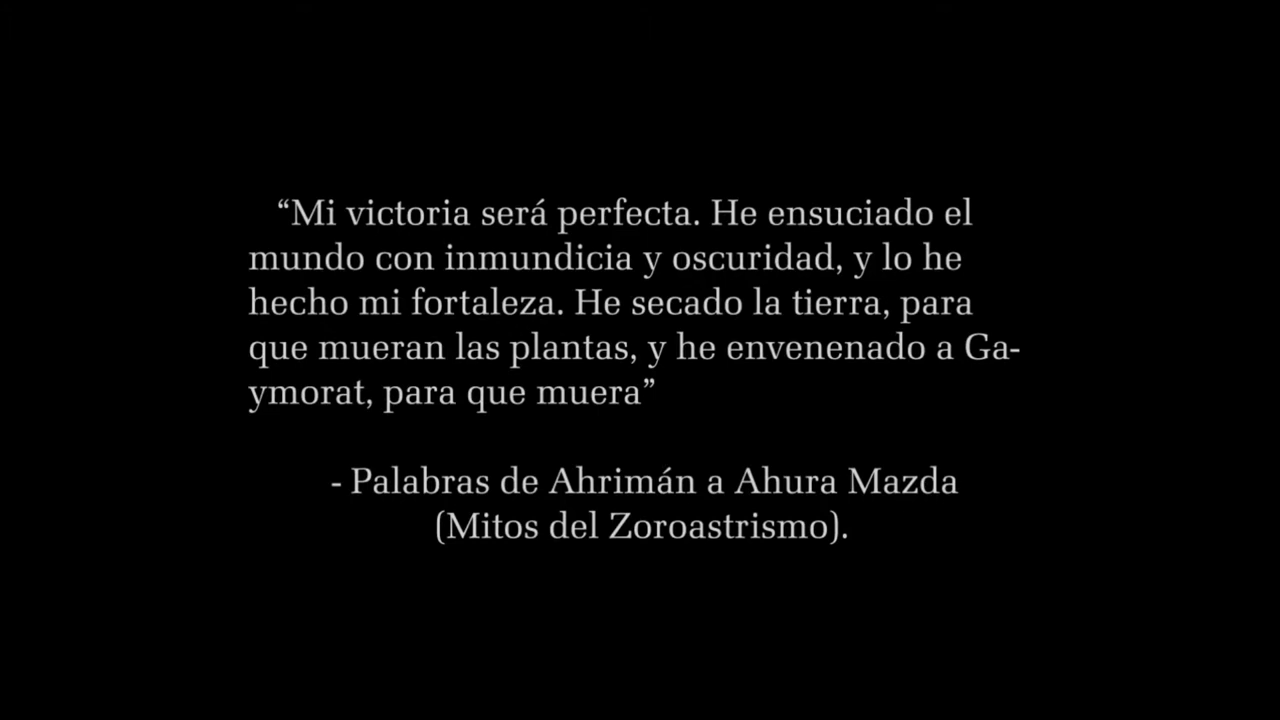 “Mi victoria será perfecta. He ensuciado el
mundo con inmundicia y oscuridad, y lo he
hecho mi fortaleza. He secado la tierra, para
que mueran las plantas, y he envenenado a Ga-
ymorat, para que muera”
- Palabras de Ahrimán a Ahura Mazda
(Mitos del Zoroastrismo).